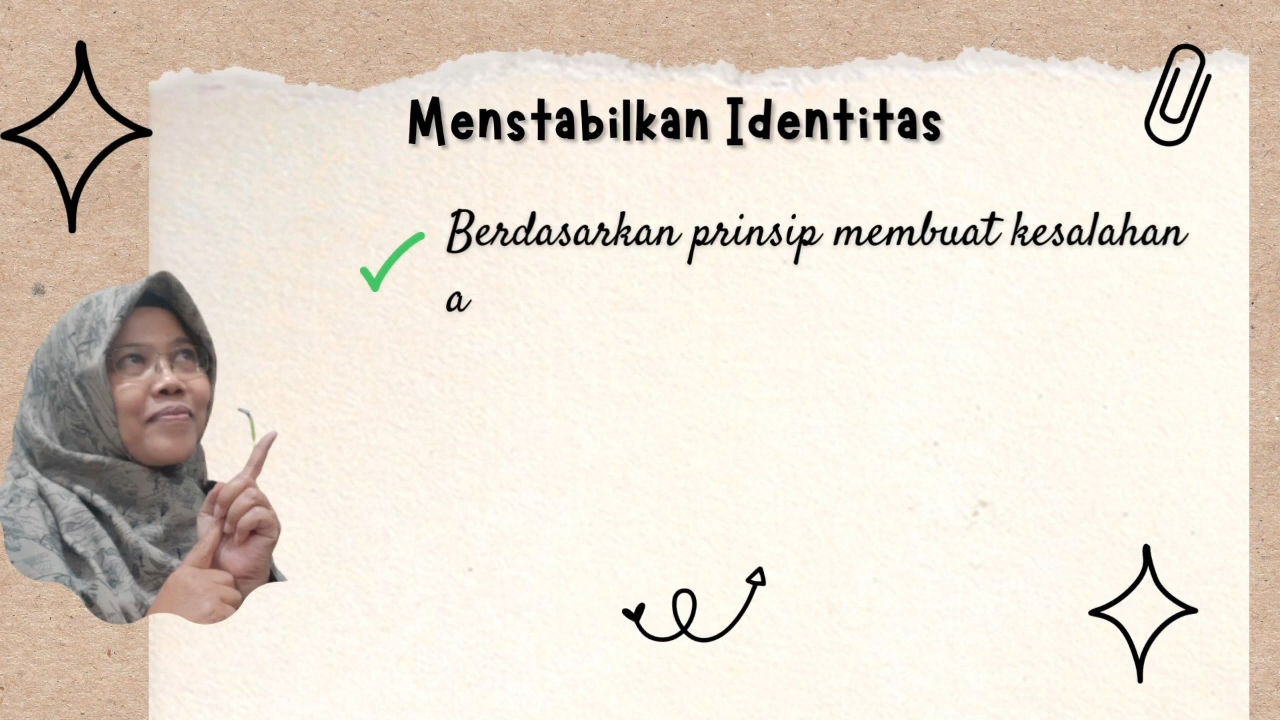 Menstabilkan Identitas
Berdasarkan prinsip membuat kesalahan
a